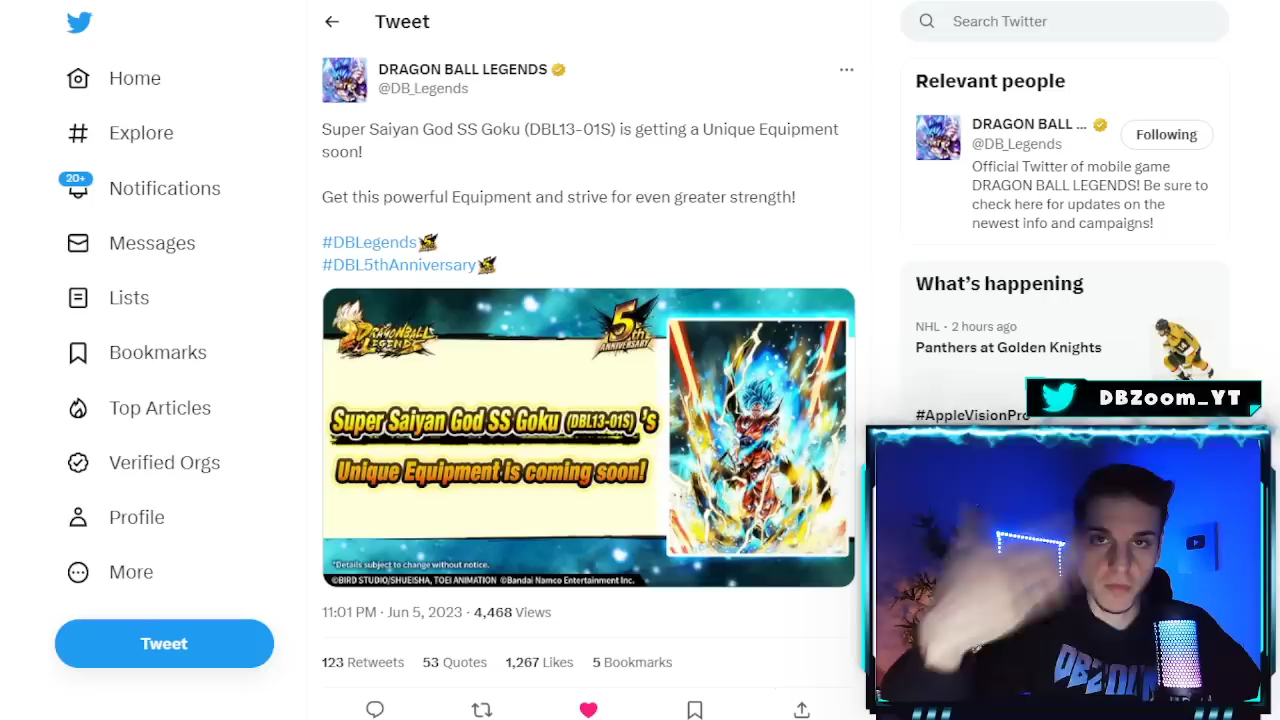 Home
Explore
20+
Notifications
Messages
Lists
Bookmarks
Top Articles
Verified Orgs
Profile
More
Tweet
Tweet
DRAGON BALL LEGENDS
@DB_Legends
Super Saiyan God SS Goku (DBL13-01S) is getting a Unique Equipment
soon!
Get this powerful Equipment and strive for even greater strength!
#DBLegends
#DBL5thAnniversary
DRAGONBALL
LEGENDS
5th
ANNIVERSARY
Super Saiyan God SS Goku (DBL13-01S) 's
Unique Equipment is coming soon!
*Details subject to change without notice.
©BIRD STUDIO/SHUEISHA, TOEI ANIMATION ©Bandai Namco Entertainment Inc.
11:01 PM · Jun 5, 2023 · 4,468 Views
123 Retweets 53 Quotes 1,267 Likes 5 Bookmarks
Search Twitter
Relevant people
DRAGON BALL ...
@DB_Legends
Following
Official Twitter of mobile game
DRAGON BALL LEGENDS! Be sure to
check here for updates on the
newest info and campaigns!
What's happening
NHL · 2 hours ago
Panthers at Golden Knights
#AppleVisionPro
DBZoom_YT